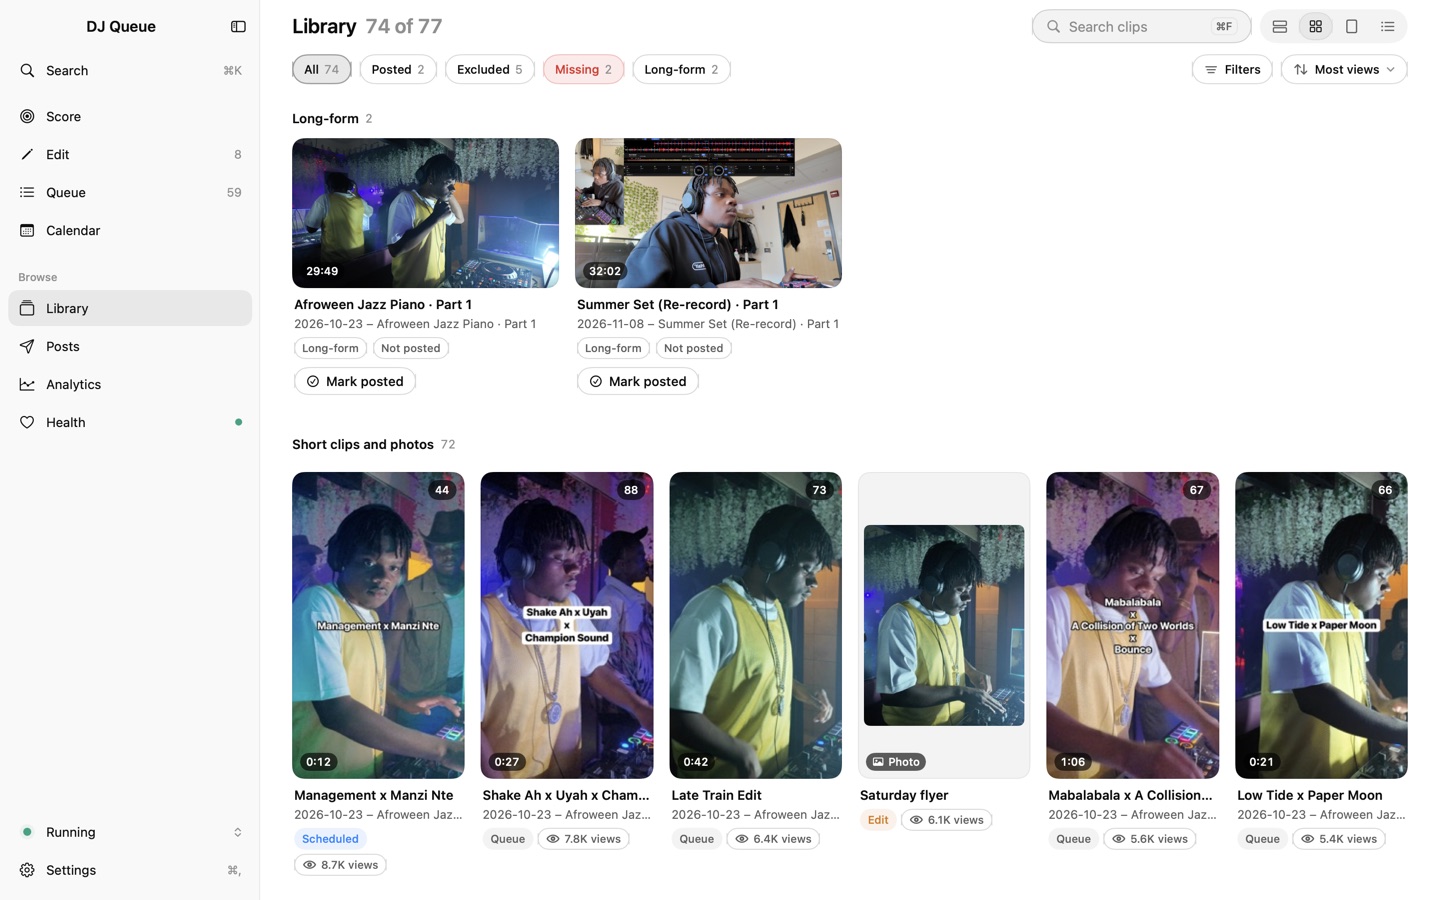 DJ Queue
Search ⌘K
Score
Edit 8
Queue 59
Calendar
Browse
Library
Posts
Analytics
Health
Running
Settings ⌘,
Library 74 of 77
Search clips ⌘F
All 74
Posted 2
Excluded 5
Missing 2
Long-form 2
Filters
Most views
Long-form 2
29:49
32:02
Afroween Jazz Piano · Part 1
2026-10-23 – Afroween Jazz Piano · Part 1
Long-form
Not posted
Mark posted
Summer Set (Re-record) · Part 1
2026-11-08 – Summer Set (Re-record) · Part 1
Long-form
Not posted
Mark posted
Short clips and photos 72
44
Management x Manzi Nte
0:12
Management x Manzi Nte
2026-10-23 – Afroween Jaz...
Scheduled
8.7K views
88
Shake Ah x Uyah
x
Champion Sound
0:27
Shake Ah x Uyah x Cham...
2026-10-23 – Afroween Jaz...
Queue
7.8K views
73
0:42
Late Train Edit
2026-10-23 – Afroween Jaz...
Queue
6.4K views
Photo
Saturday flyer
Edit
6.1K views
67
Mabalabala
x
A Collision of Two Worlds
x
Bounce
1:06
Mabalabala x A Collision...
2026-10-23 – Afroween Jaz...
Queue
5.6K views
66
Low Tide x Paper Moon
0:21
Low Tide x Paper Moon
2026-10-23 – Afroween Jaz...
Queue
5.4K views